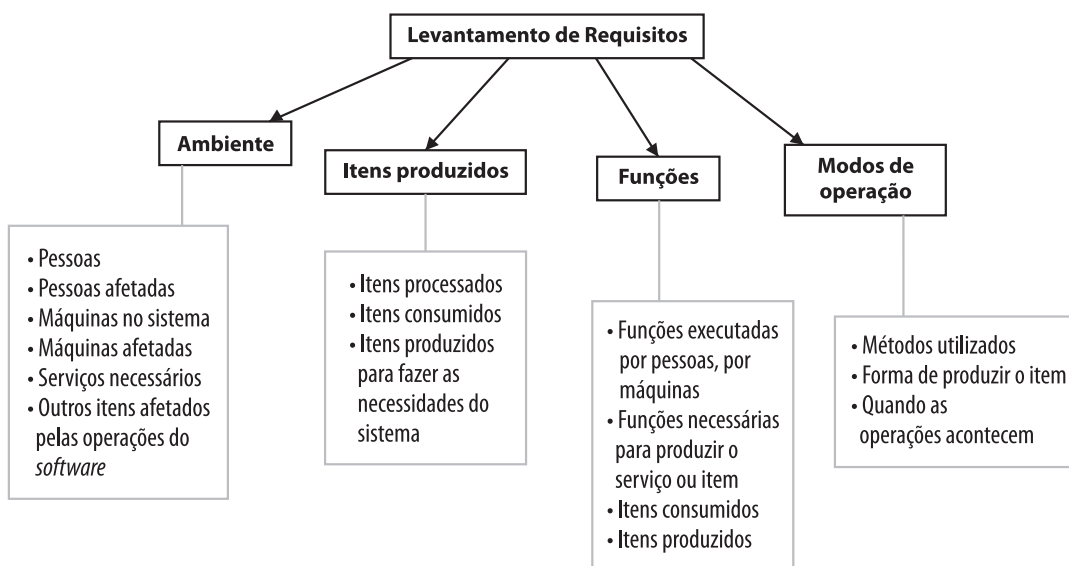 Levantamento de Requisitos
Ambiente
• Pessoas
• Pessoas afetadas
• Máquinas no sistema
• Máquinas afetadas
• Serviços necessários
• Outros itens afetados
pelas operações do
software
Itens produzidos
• Itens processados
• Itens consumidos
• Itens produzidos
para fazer as
necessidades do
sistema
Funções
• Funções executadas
por pessoas, por
máquinas
• Funções necessárias
para produzir o
serviço ou item
• Itens consumidos
• Itens produzidos
Modos de
operação
• Métodos utilizados
• Forma de produzir o item
• Quando as
operações acontecem